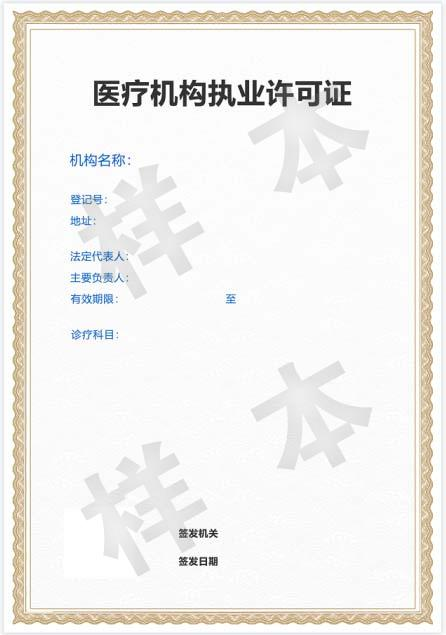 医疗机构执业许可证
样本
机构名称：
登记号：
地址：
法定代表人：
主要负责人：
有效期限： 至
诊疗科目：
样本
签发机关
签发日期